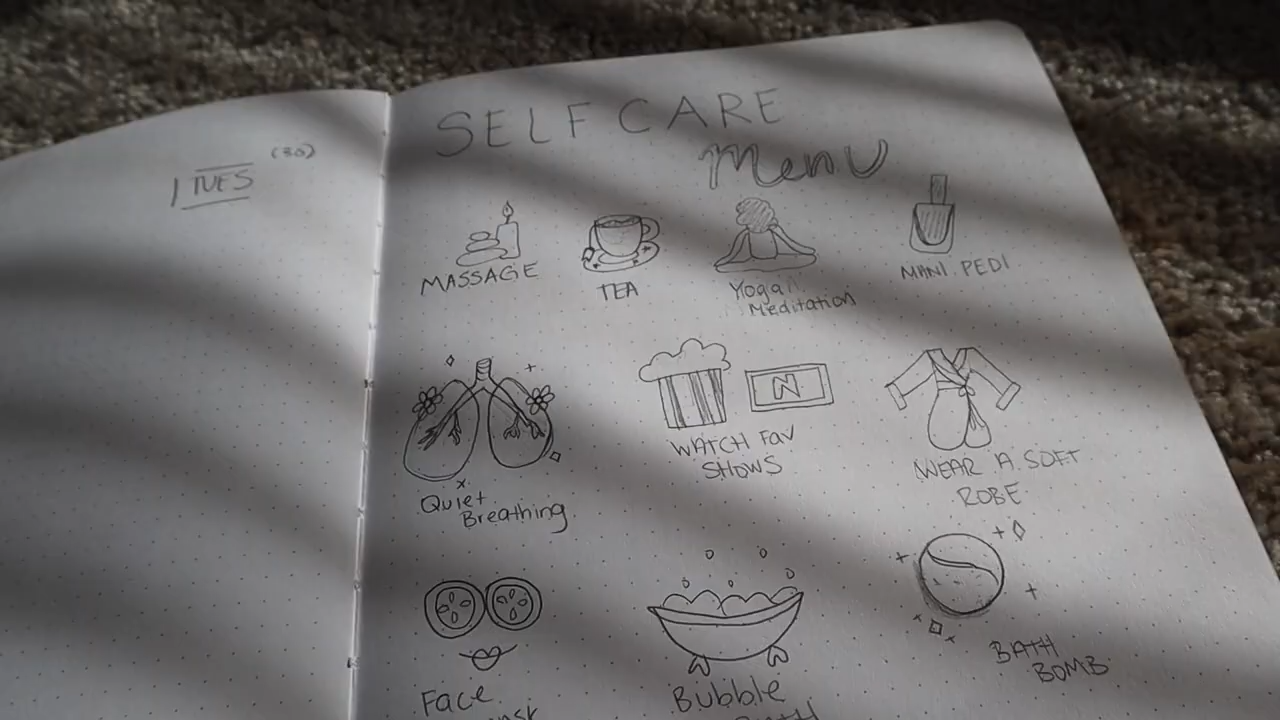 (30)
1 TUES
SELF CARE
Menu
MASSAGE
TEA
Yoga
Meditation
MANI. PEDI
N
Quiet
Breathing
WATCH FAV
SHOWS
WEAR A SOFT
ROBE
Face
Bubble
BATH
BOMB